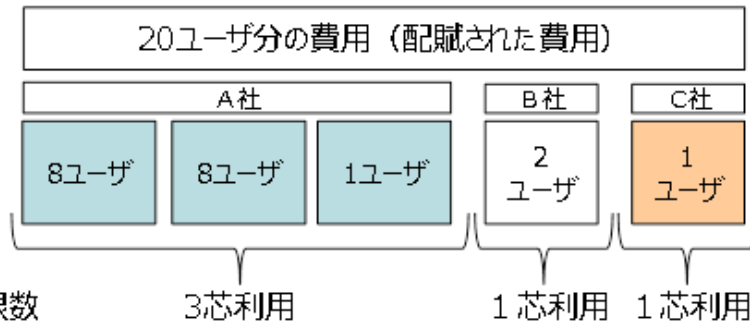 20ユーザ分の費用（配賦された費用）
A社 B社 C社
8ユーザ 8ユーザ 1ユーザ 2
ユーザ 1
ユーザ
限数 3芯利用 1芯利用 1芯利用